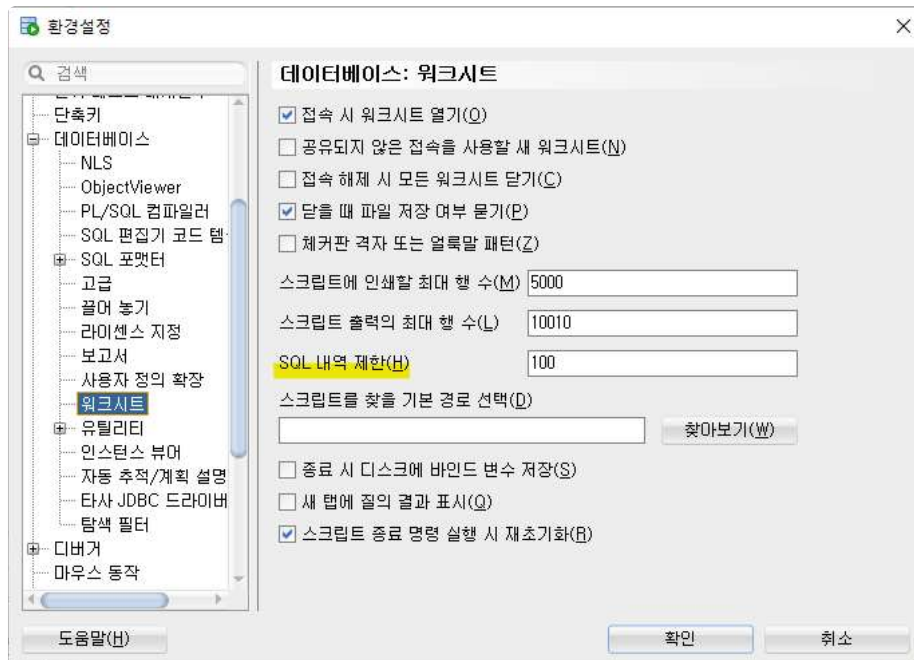 환경설정
검색
단축키
데이터베이스
NLS
ObjectViewer
PL/SQL 컴파일러
SQL 편집기 코드 템
SQL 포맷터
고급
끌어 놓기
라이센스 지정
보고서
사용자 정의 확장
워크시트
유틸리티
인스턴스 뷰어
자동 추적/계획 설명
타사 JDBC 드라이버
탐색 필터
디버거
마우스 동작
도움말(H)
데이터베이스: 워크시트
접속 시 워크시트 열기(O)
공유되지 않은 접속을 사용할 새 워크시트(N)
접속 해제 시 모든 워크시트 닫기(C)
닫을 때 파일 저장 여부 묻기(P)
체커판 격자 또는 얼룩말 패턴(Z)
스크립트에 인쇄할 최대 행 수(M) 5000
스크립트 출력의 최대 행 수(L) 10010
SQL 내역 제한(H) 100
스크립트를 찾을 기본 경로 선택(D)
찾아보기(W)
종료 시 디스크에 바인드 변수 저장(S)
새 탭에 질의 결과 표시(Q)
스크립트 종료 명령 실행 시 재초기화(R)
확인 취소